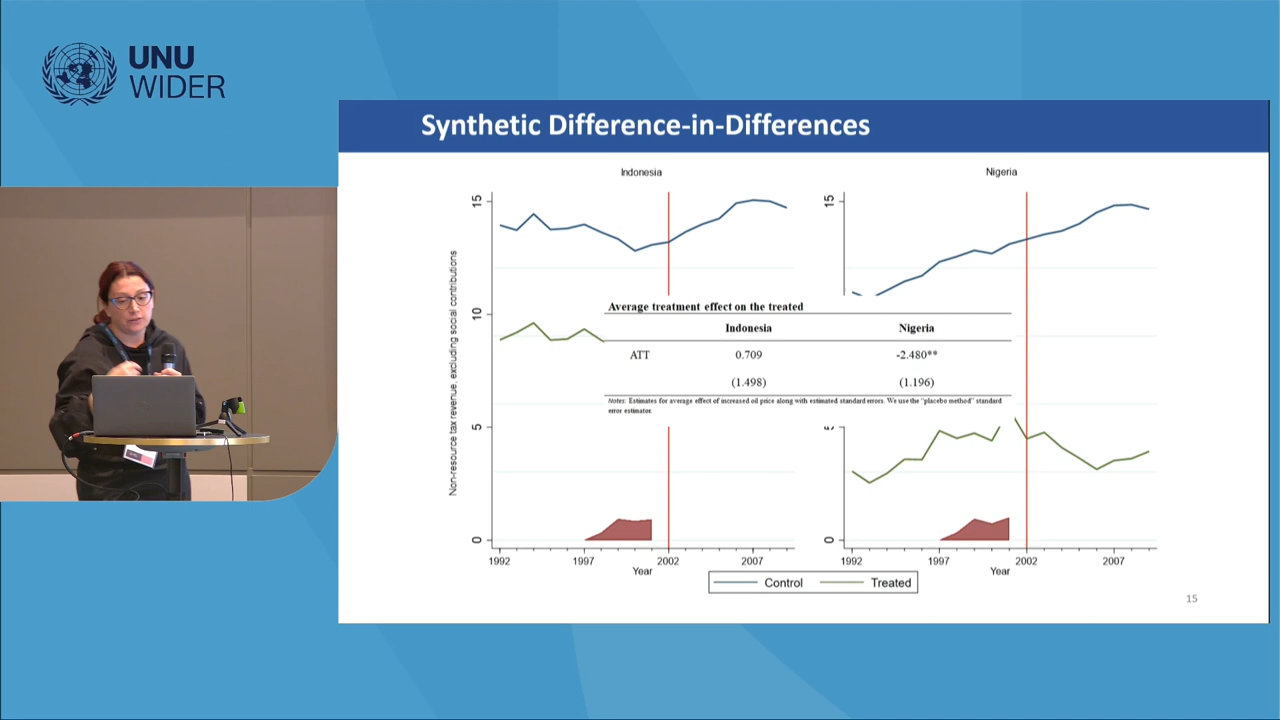 UNU
WIDER
Synthetic Difference-in-Differences
Indonesia
Nigeria
Non-resource tax revenue, excluding social contributions
15
10
5
0
15
0
Average treatment effect on the treated
Indonesia Nigeria
ATT 0.709 -2.480**
(1.498) (1.196)
Notes: Estimates for average effect of increased oil price along with estimated standard errors. We use the "placebo method" standard
error estimator.
1992 1997 2002 2007
Year
1992 1997 2002 2007
Year
Control Treated
15